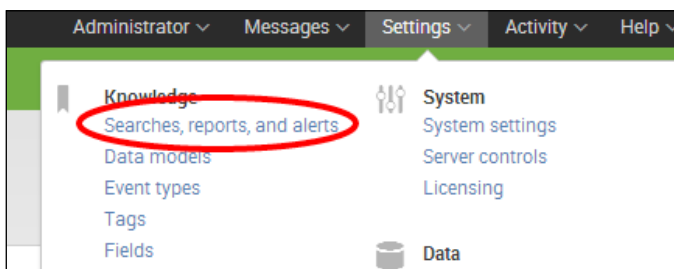 Administrator Messages Settings Activity Help
Knowledge
Searches, reports, and alerts
Data models
Event types
Tags
Fields
System
System settings
Server controls
Licensing
Data